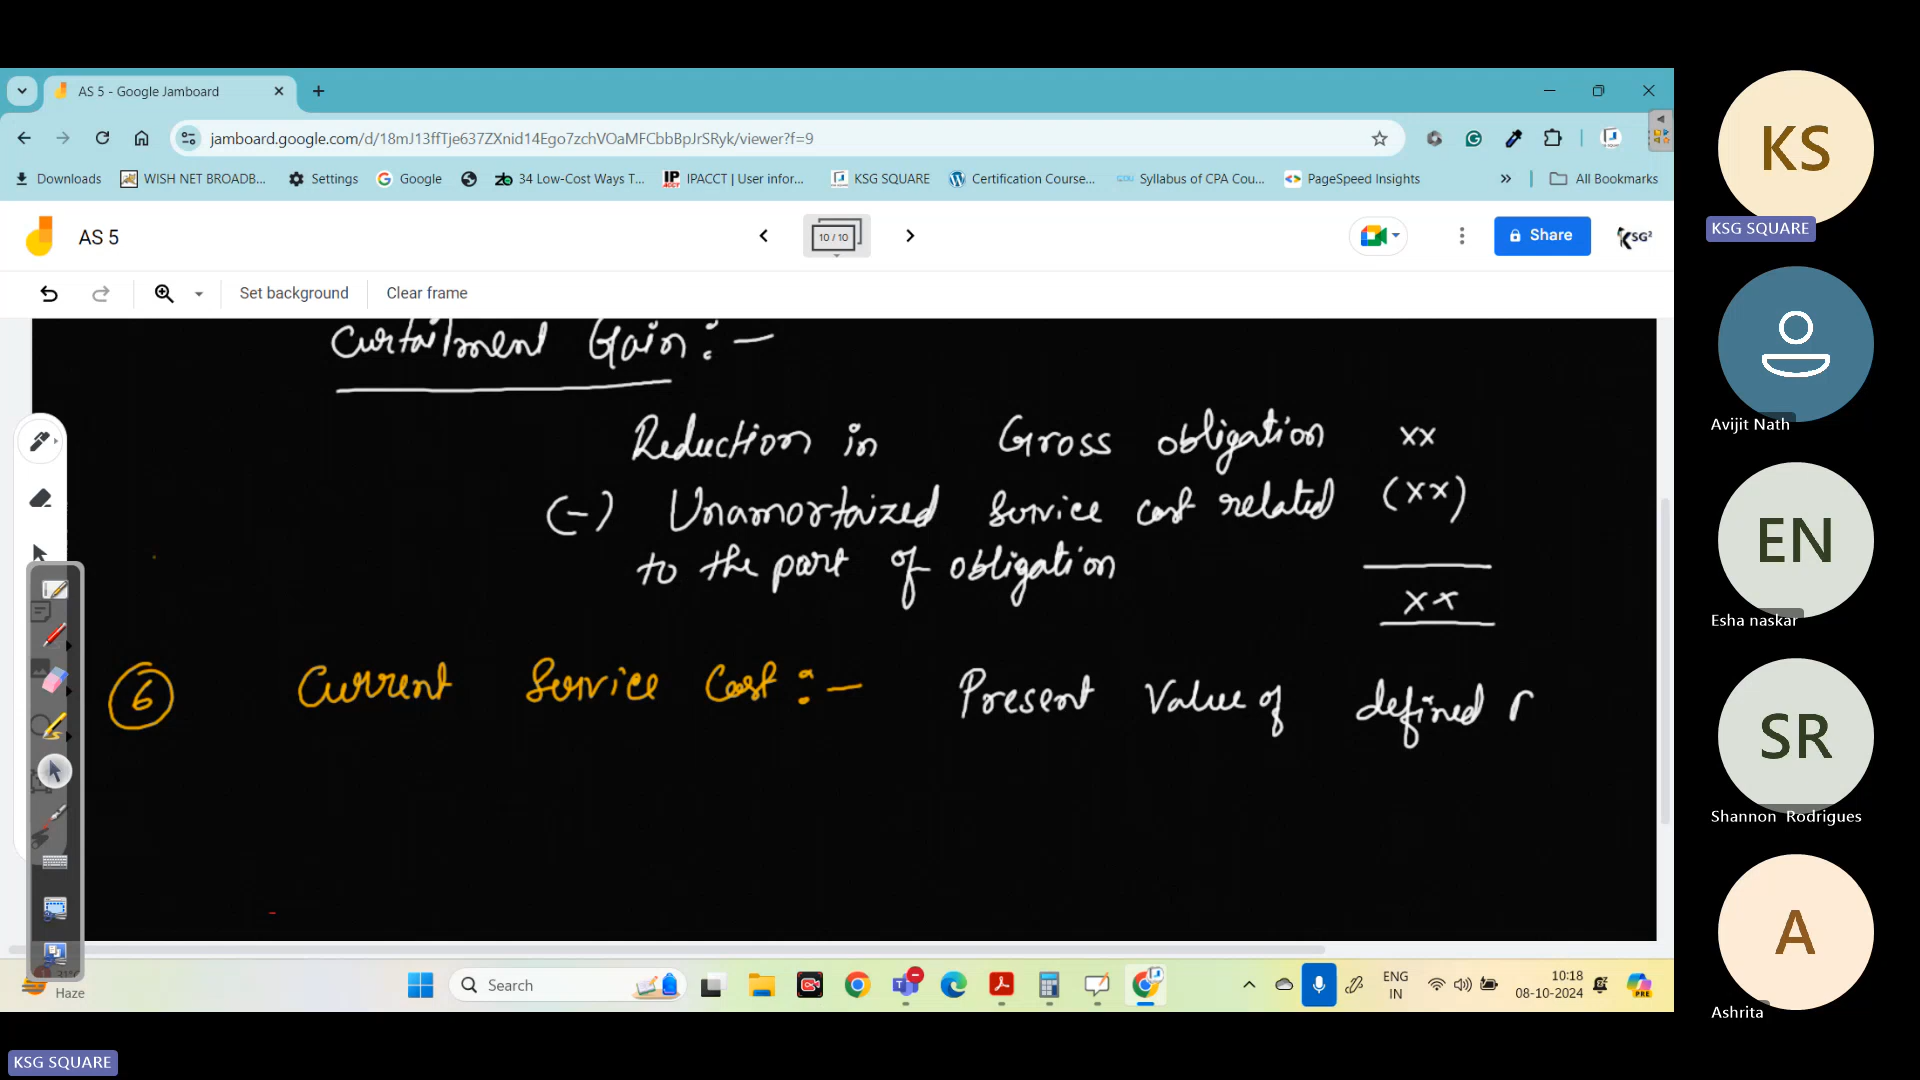 AS 5 - Google Jamboard
jamboard.google.com/d/18mJ13ffTje637ZXnid14Ego7zchVOaMFCbbBpJrSRyk/viewer?f=9
Downloads WISH NET BROADB... Settings Google 34 Low-Cost Ways T... IPACCT | User infor... KSG SQUARE Certification Course... Syllabus of CPA Cou... PageSpeed Insights » All Bookmarks
AS 5 10 / 10 Share KSG²
Set background Clear frame
Curtailment Gain :-
Reduction in Gross obligation xx
(-) Unamortaized Service cost related (xx)
to the part of obligation
xx
6 Current Service Cost :- Present Value of defined
31°C
Haze
Search
ENG
IN
10:18
08-10-2024
PRE
KS
KSG SQUARE
Avijit Nath
EN
Esha naskar
SR
Shannon Rodrigues
A
Ashrita
KSG SQUARE